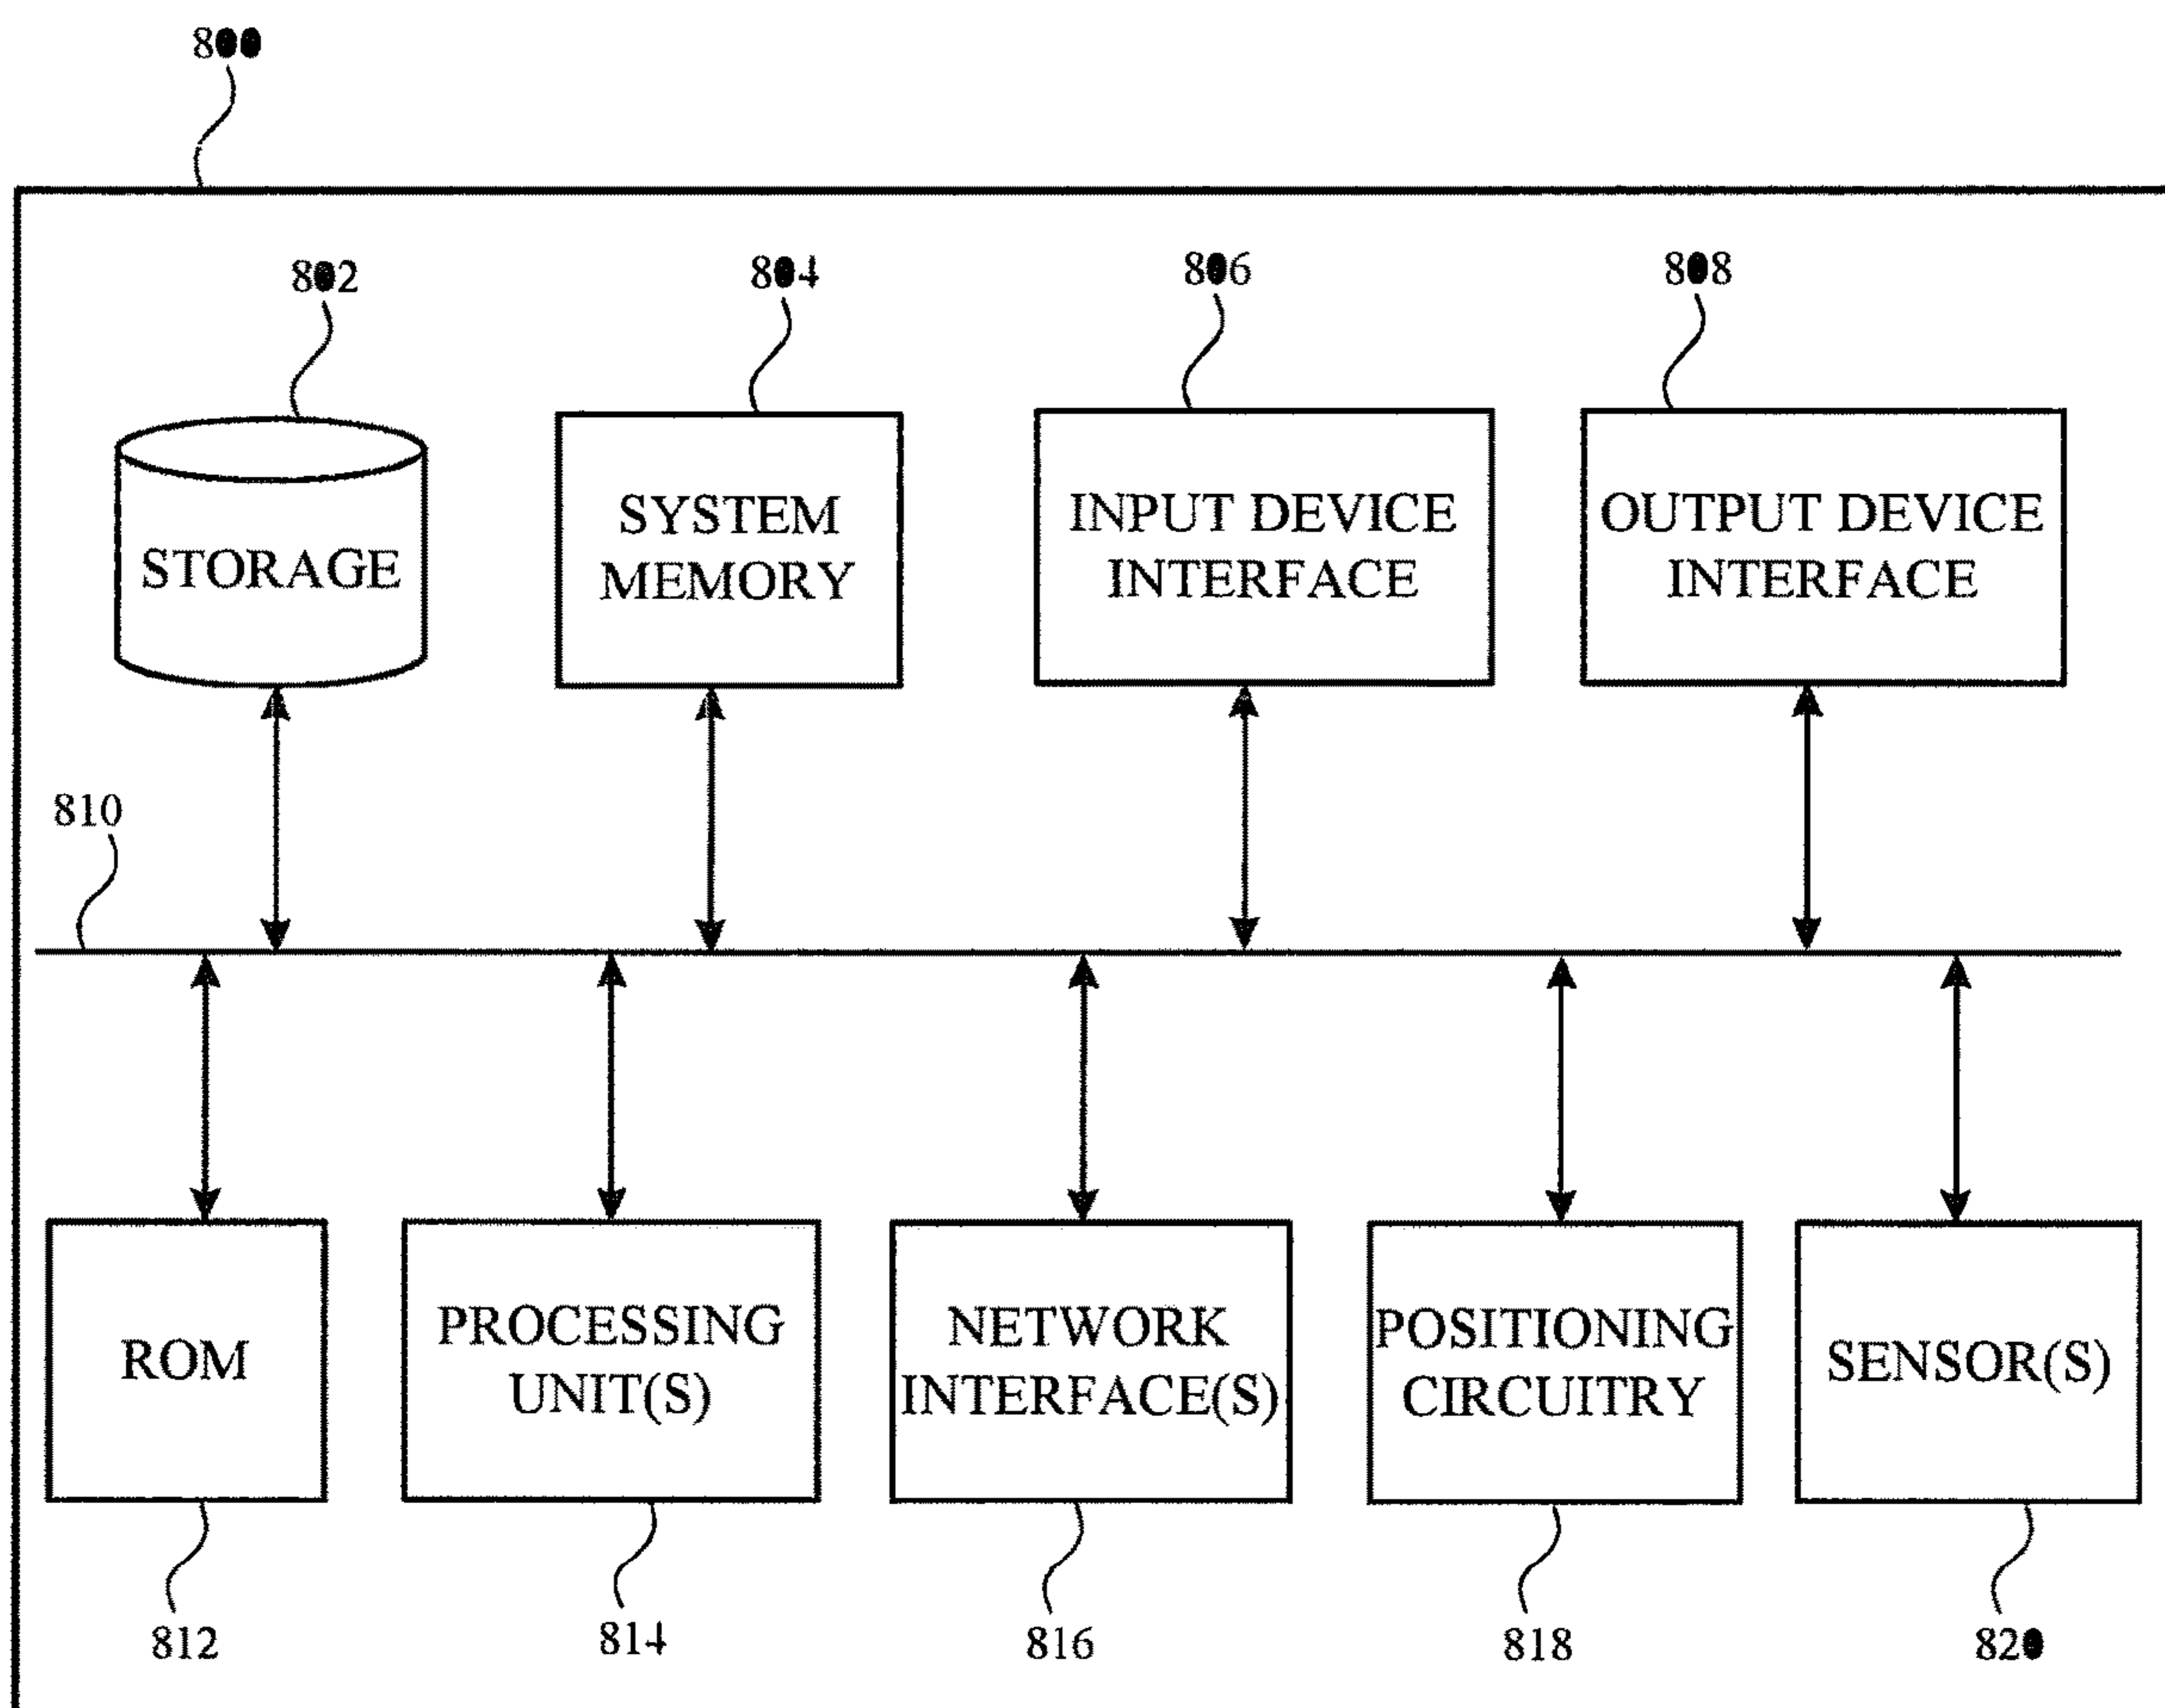 800
802
804
806
808
STORAGE
SYSTEM
MEMORY
INPUT DEVICE
INTERFACE
OUTPUT DEVICE
INTERFACE
810
ROM
PROCESSING
UNIT(S)
NETWORK
INTERFACE(S)
POSITIONING
CIRCUITRY
SENSOR(S)
812
814
816
818
820